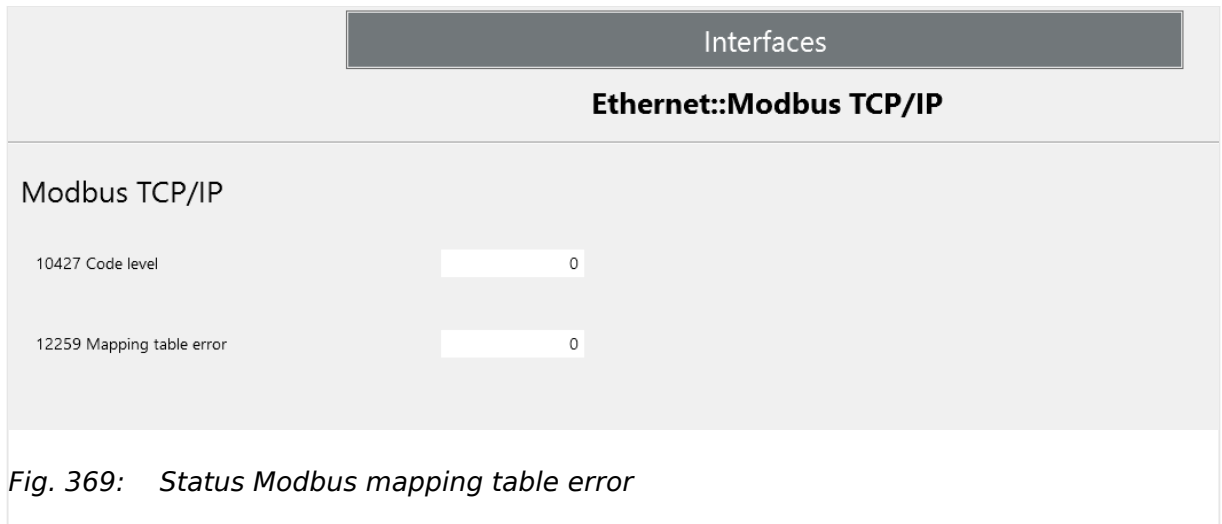 Interfaces
Ethernet::Modbus TCP/IP
Modbus TCP/IP
10427 Code level 0
12259 Mapping table error 0
Fig. 369: Status Modbus mapping table error